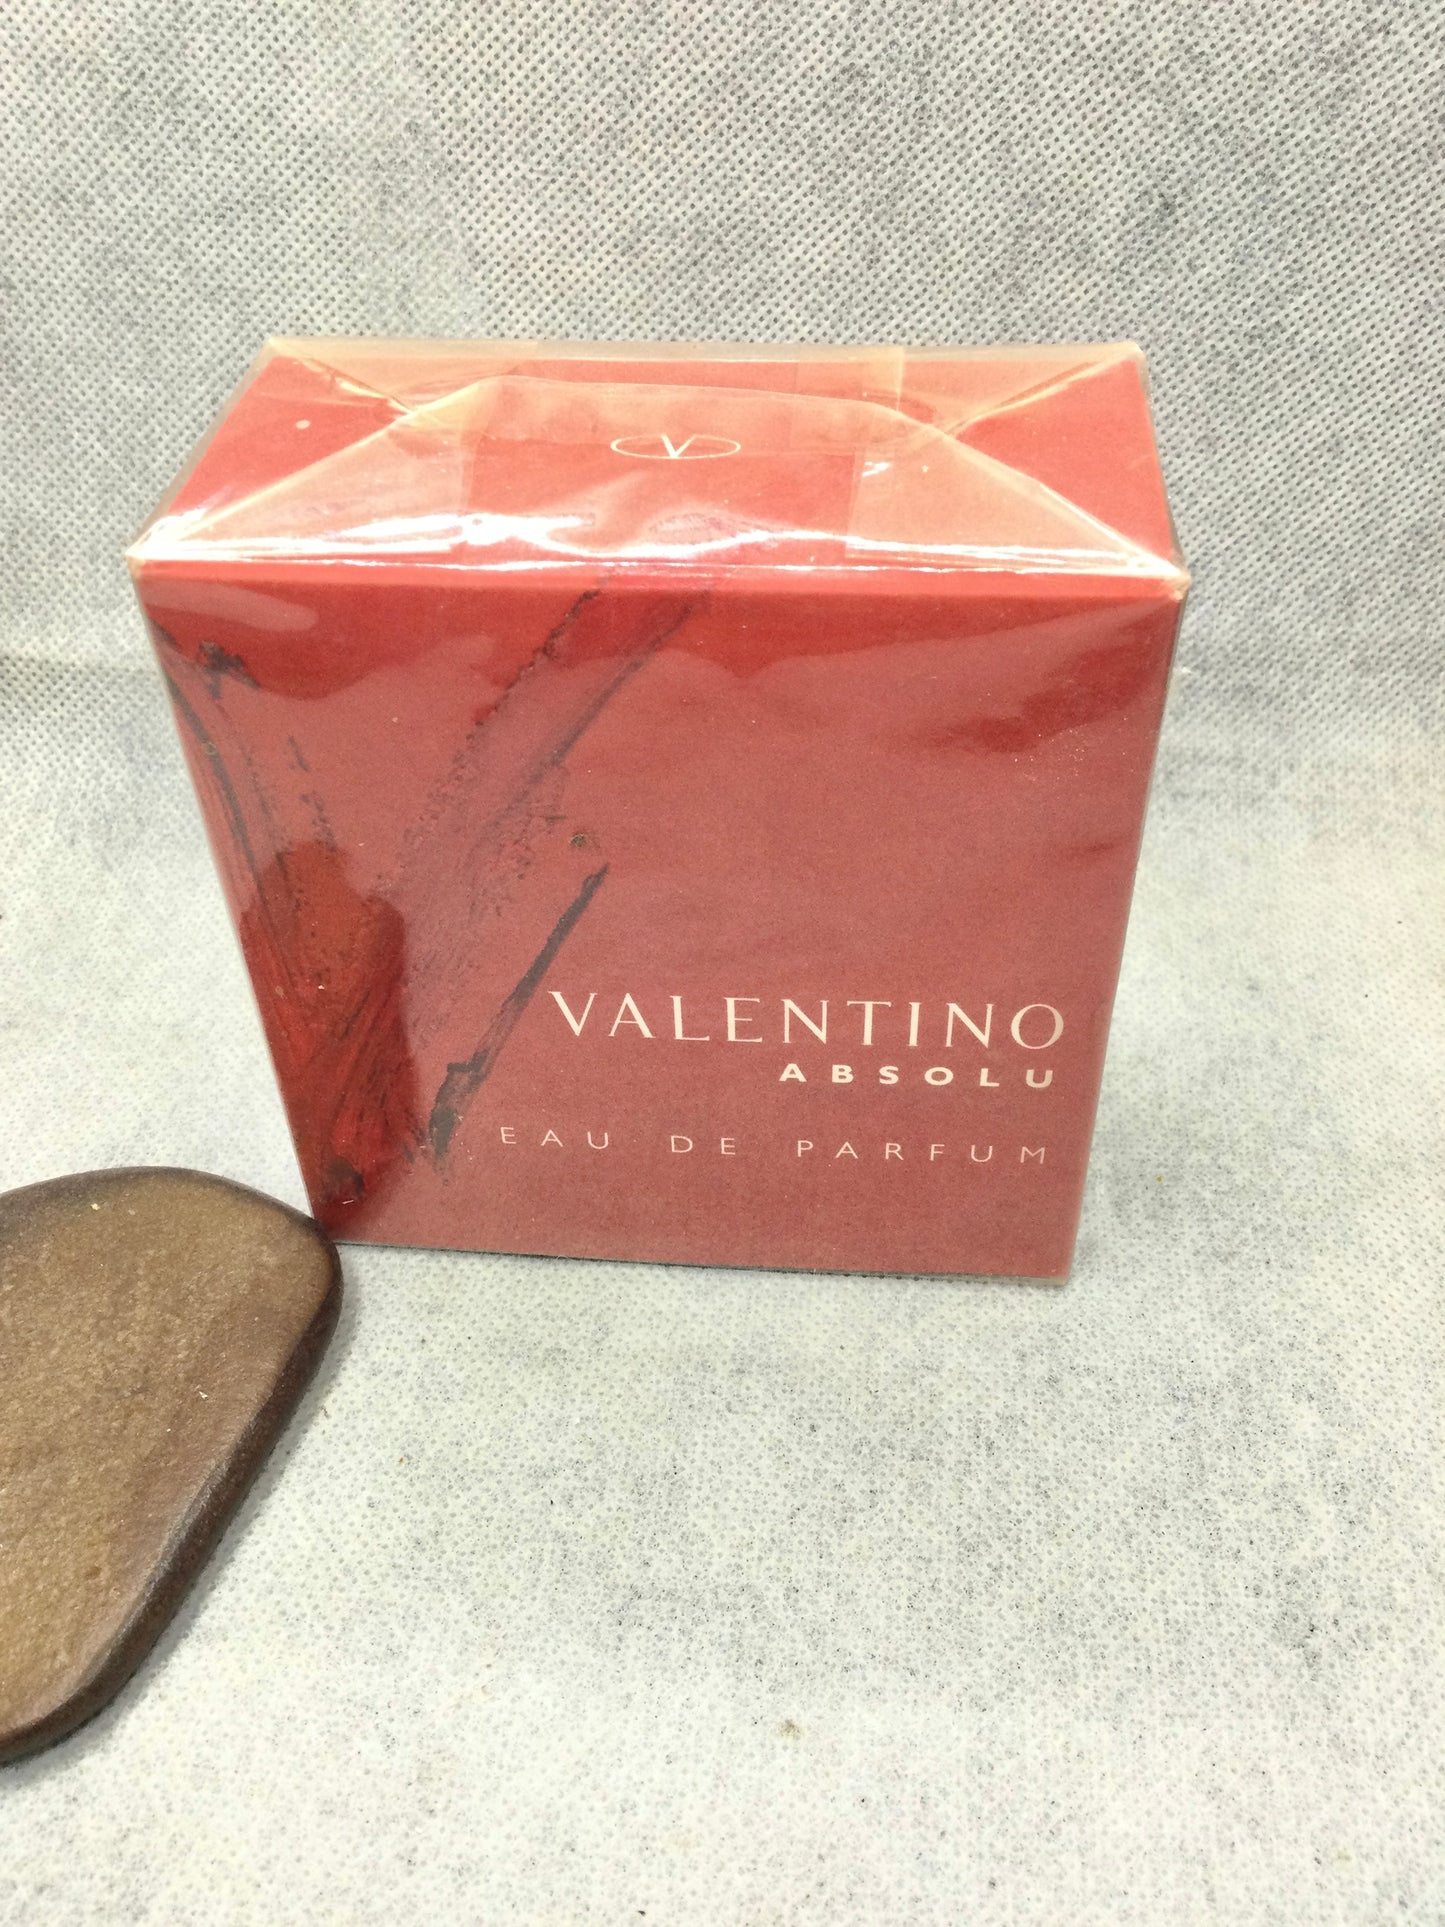 V
VALENTINO
ABSOLU
EAU DE PARFUM